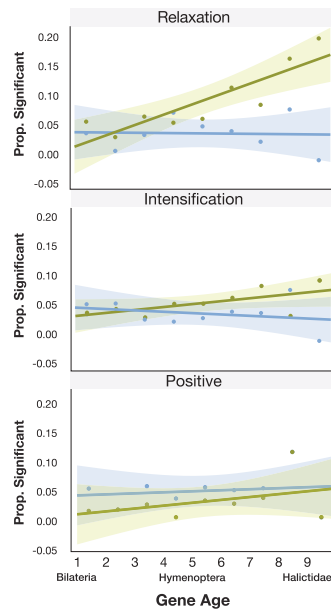 Relaxation
0.20
0.15
0.10
0.05
0.00
-0.05
Prop. Significant
Intensification
0.20
0.15
0.10
0.05
0.00
-0.05
Prop. Significant
Positive
0.20
0.15
0.10
0.05
0.00
-0.05
Prop. Significant
1 2 3 4 5 6 7 8 9
Bilateria Hymenoptera Halictidae
Gene Age